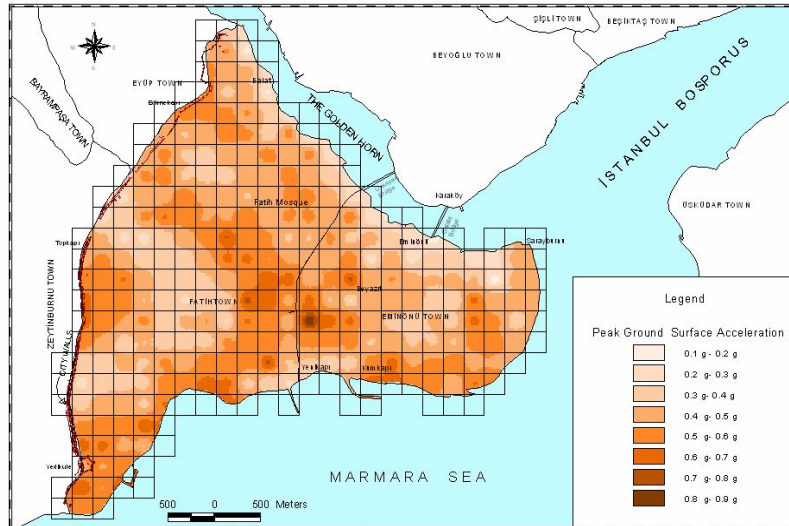 ŞİŞLİ TOWN
BEŞİKTAŞ TOWN
BEYOĞLU TOWN
EYÜP TOWN
BAYRAMPAŞA TOWN
Balat
Edirnekapı
THE GOLDEN HORN
İSTANBUL BOSPORUS
ÜSKÜDAR TOWN
Fatih Mosque
Karaköy
Bridge
Topkapı
Eminönü
Sarayburnu
ZEYTİNBURNU TOWN
Beyazıt
FATİH TOWN
EMİNÖNÜ TOWN
CITY WALLS
Yenikapı
Kumkapı
Yedikule
MARMARA SEA
500 0 500 Meters
Legend
Peak Ground Surface Acceleration
0.1 g- 0.2 g
0.2 g- 0.3 g
0.3 g- 0.4 g
0.4 g- 0.5 g
0.5 g- 0.6 g
0.6 g- 0.7 g
0.7 g- 0.8 g
0.8 g- 0.9 g